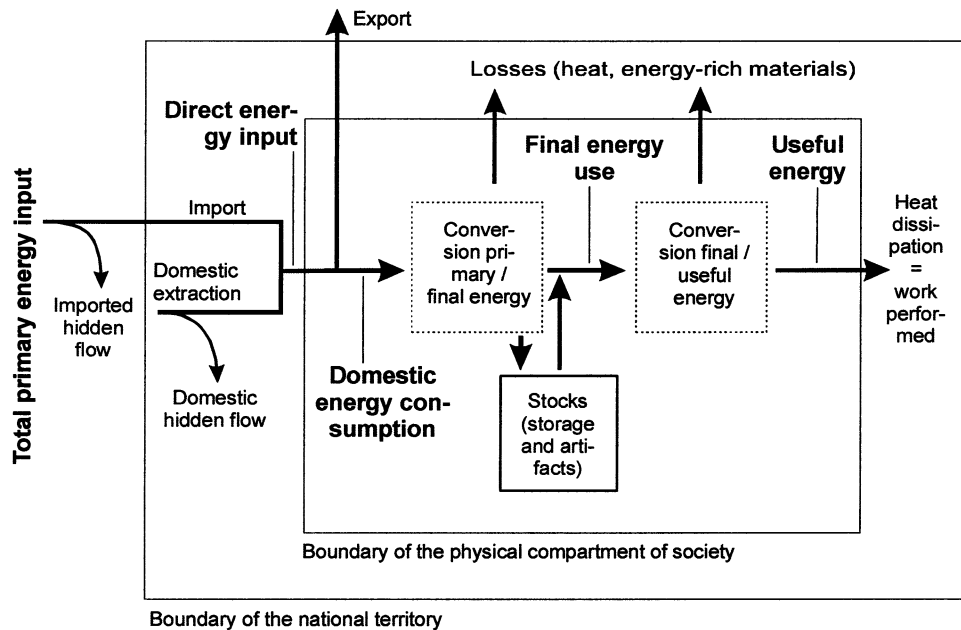 Export
Losses (heat, energy-rich materials)
Direct ener-
gy input
Final energy
use
Useful
energy
Total primary energy input
Import
Domestic
extraction
Imported
hidden
flow
Domestic
hidden flow
Conver-
sion pri-
mary /
final energy
Conver-
sion final /
useful
energy
Heat
dissi-
pation
=
work
perfor-
med
Domestic
energy con-
sumption
Stocks
(storage
and arti-
facts)
Boundary of the physical compartment of society
Boundary of the national territory